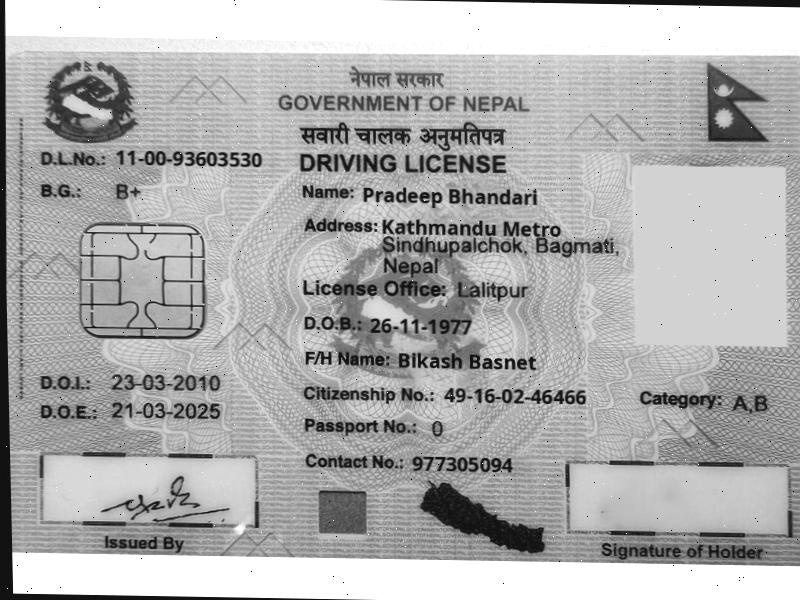 नेपाल सरकार
GOVERNMENT OF NEPAL
सवारी चालक अनुमतिपत्र
DRIVING LICENSE
D.L.No.: 11-00-93603530
B.G.: B+
Name: Pradeep Bhandari
Address: Kathmandu Metro
Sindhupalchok, Bagmati,
Nepal
License Office: Lalitpur
D.O.B.: 26-11-1977
F/H Name: Bikash Basnet
D.O.I.: 23-03-2010
D.O.E.: 21-03-2025
Citizenship No.: 49-16-02-46466
Category: A,B
Passport No.: 0
Contact No.: 977305094
Issued By
Signature of Holder